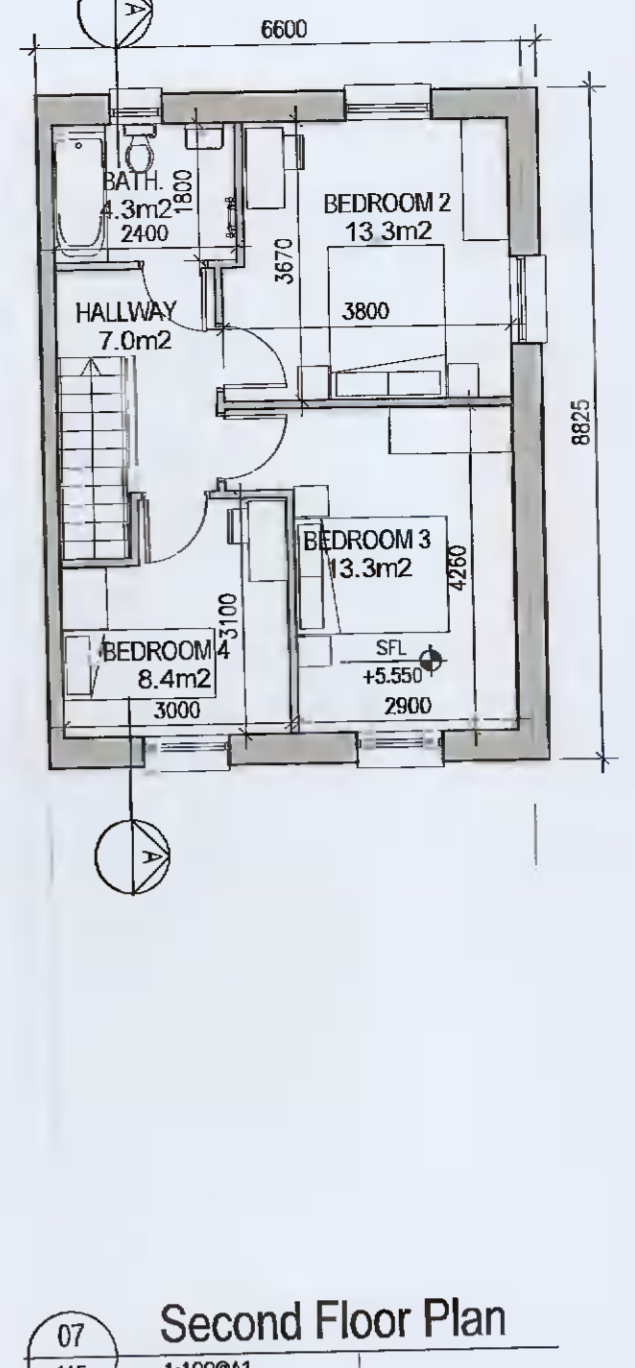 A
6600
BATH.
4.3m2
1800
2400
BEDROOM 2
13.3m2
3670
3800
HALLWAY
7.0m2
8825
BEDROOM 3
13.3m2
4260
3100
BEDROOM 4
8.4m2
SFL
+5.550
3000
2900
A
07
Second Floor Plan
1:100@A1